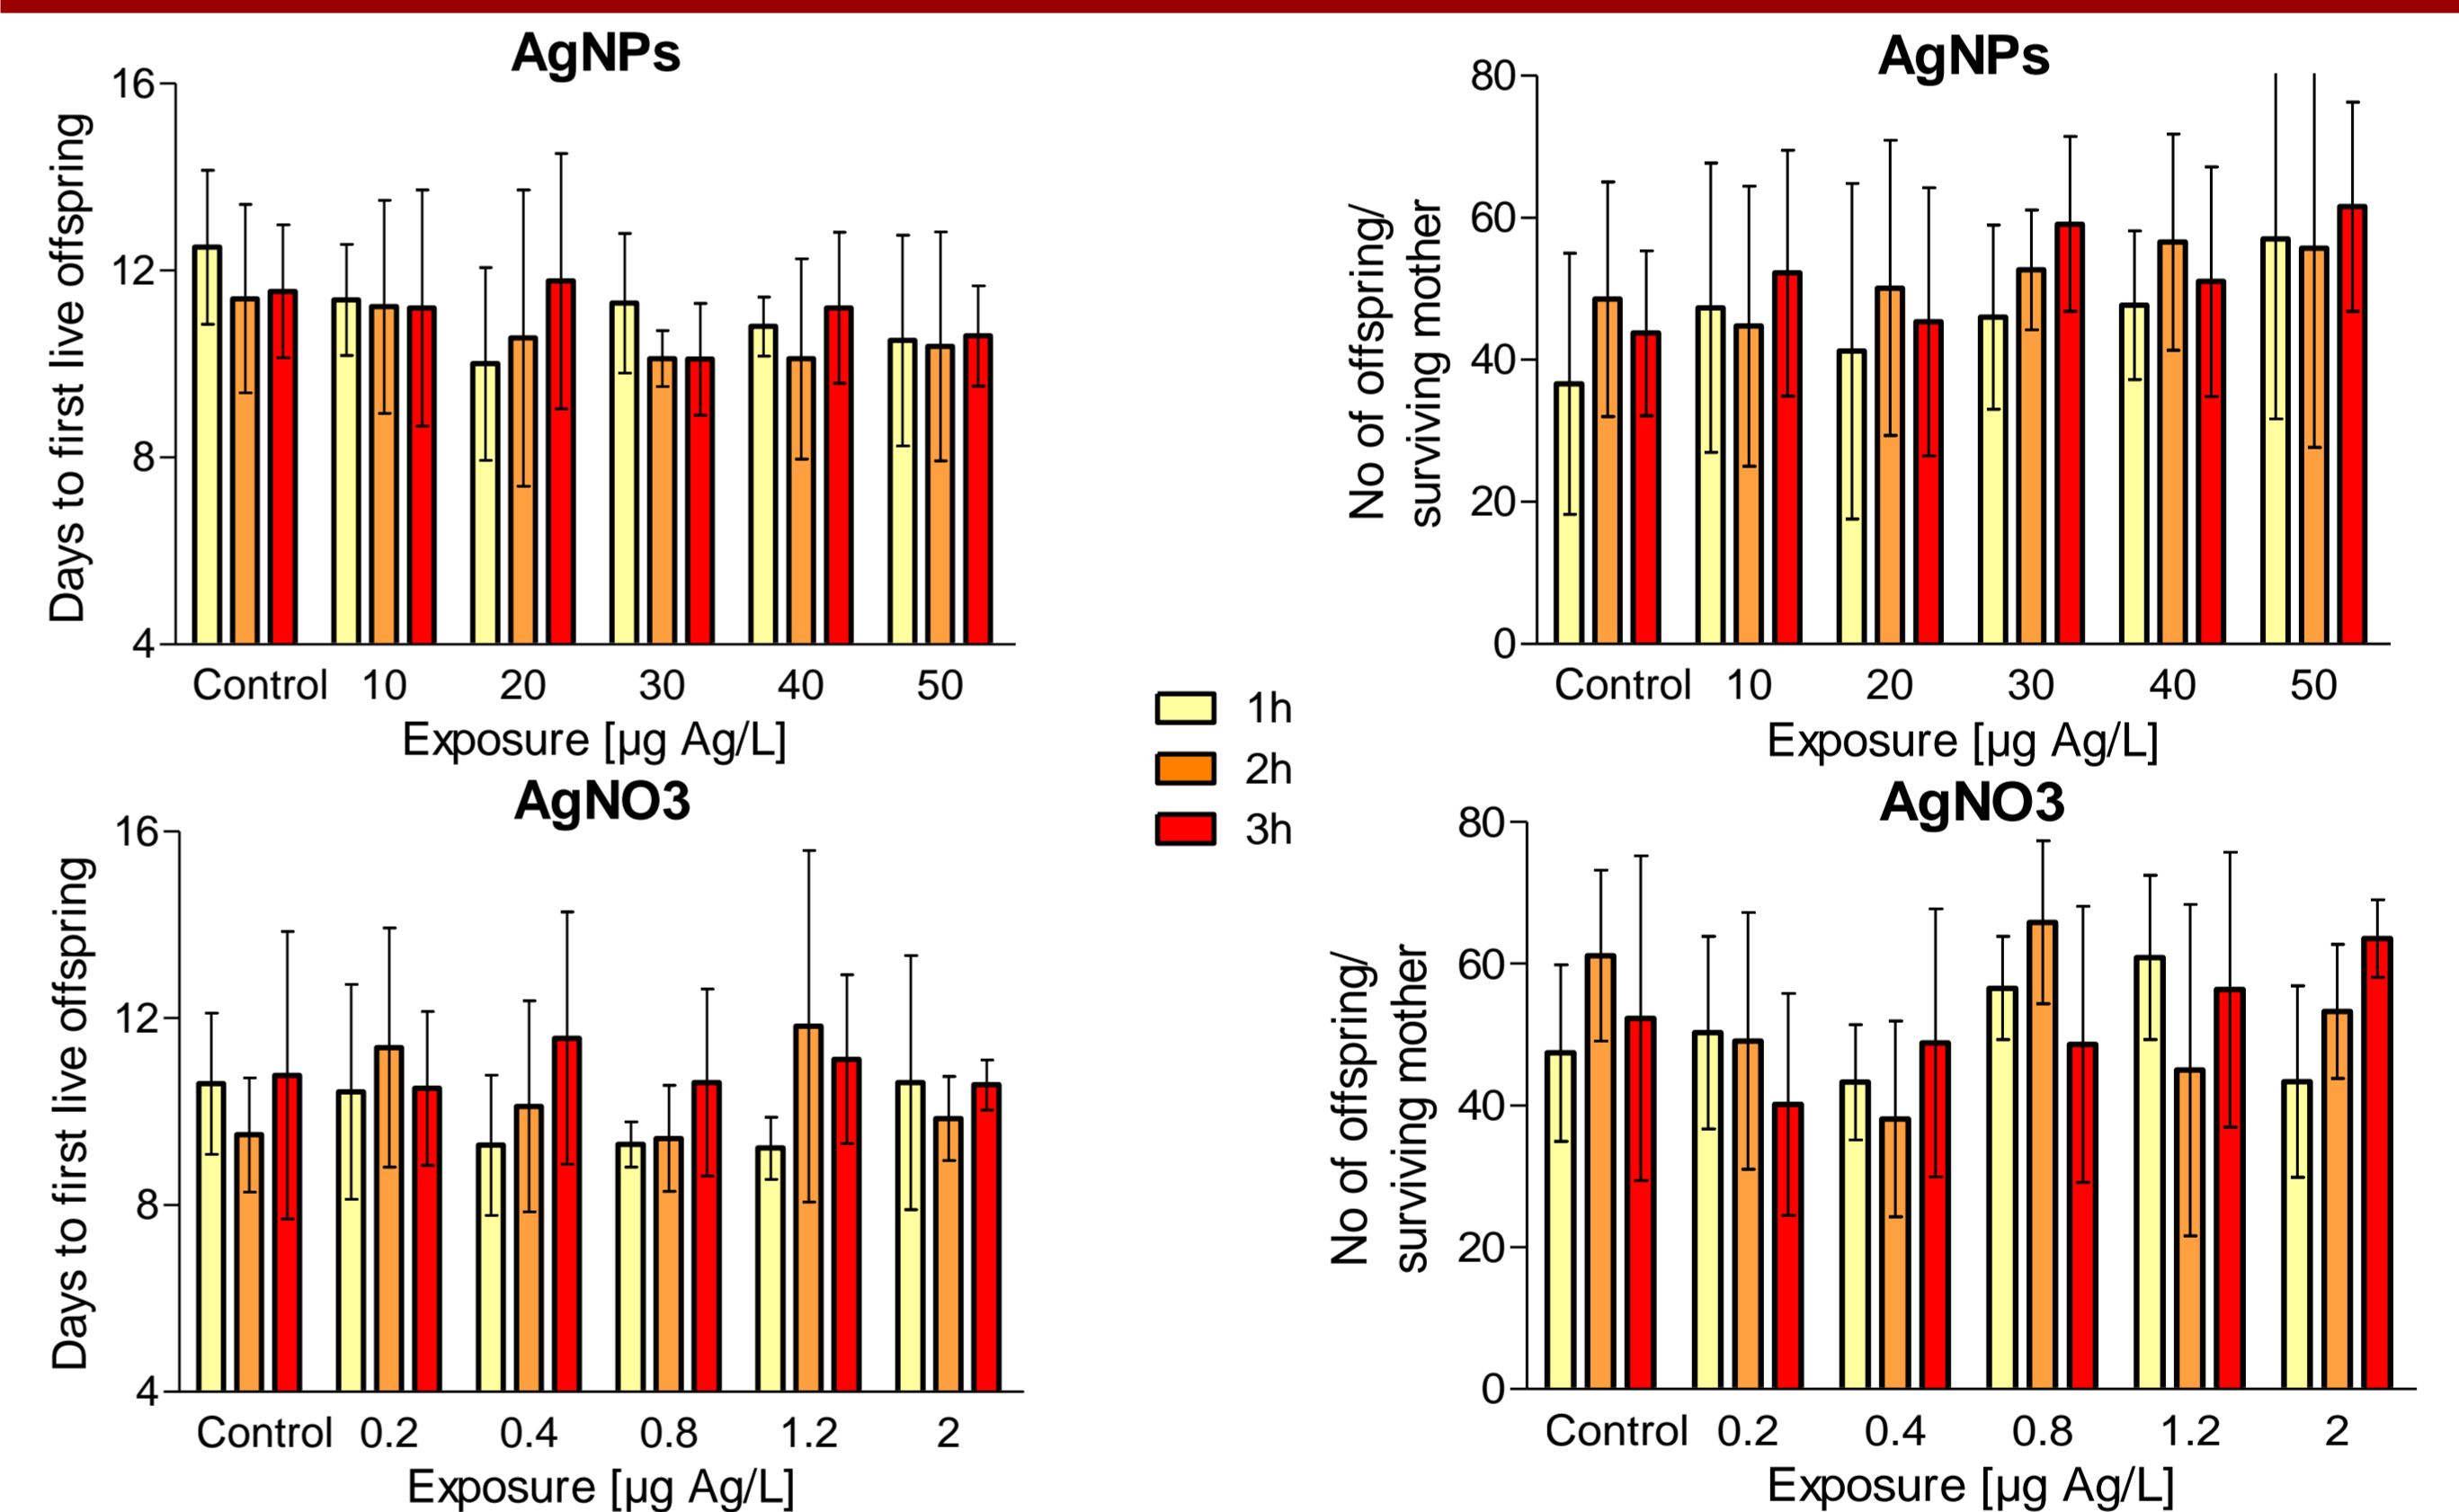 AgNPs
16
12
8
4
Days to first live offspring
Control 10 20 30 40 50
Exposure [µg Ag/L]
AgNPs
80
60
40
20
0
No of offspring/
surviving mother
Control 10 20 30 40 50
Exposure [µg Ag/L]
1h
2h
3h
AgNO3
16
12
8
4
Days to first live offspring
Control 0.2 0.4 0.8 1.2 2
Exposure [µg Ag/L]
AgNO3
80
60
40
20
0
No of offspring/
surviving mother
Control 0.2 0.4 0.8 1.2 2
Exposure [µg Ag/L]